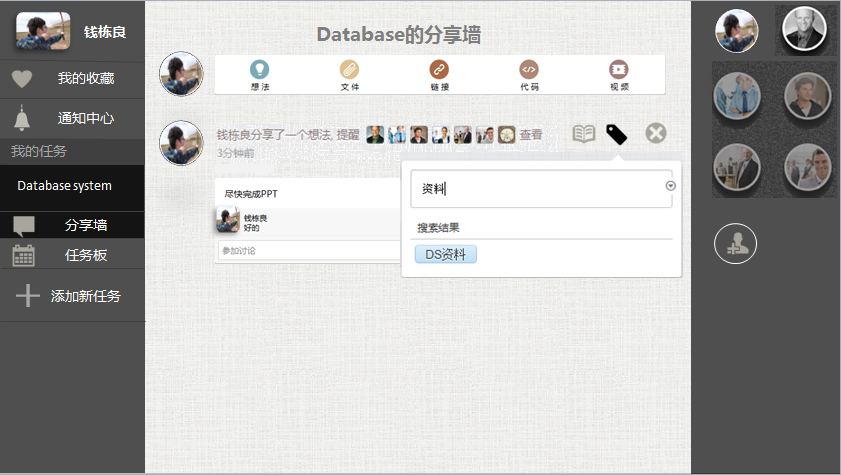 钱栋良
我的收藏
通知中心
我的任务
Database system
分享墙
任务板
添加新任务
Database的分享墙
想法
文件
链接
代码
视频
钱栋良分享了一个想法, 提醒 查看
3分钟前
尽快完成PPT
钱栋良
好的
参加讨论
资料
搜索结果
DS资料